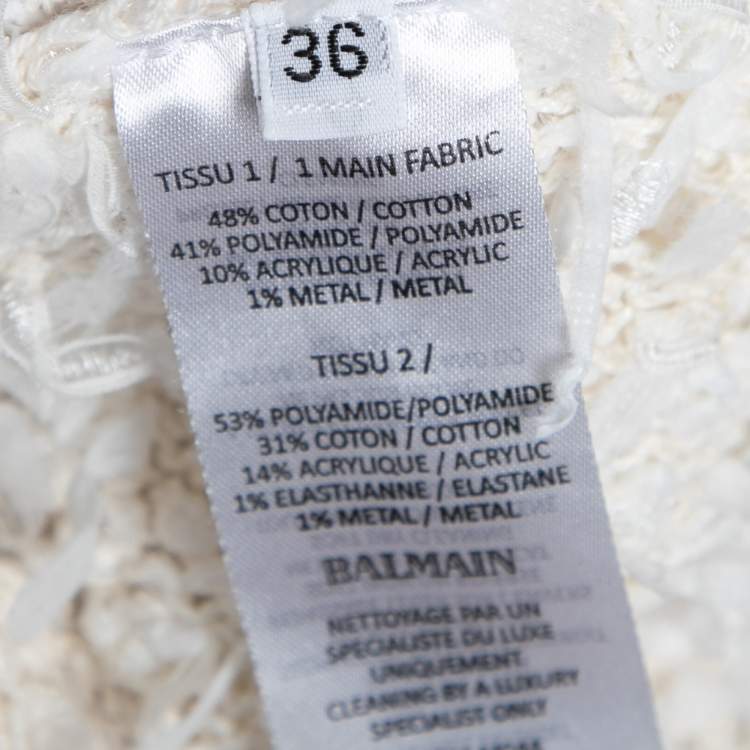 36
TISSU 1 / 1 MAIN FABRIC
48% COTON / COTTON
41% POLYAMIDE / POLYAMIDE
10% ACRYLIQUE / ACRYLIC
1% METAL / METAL
TISSU 2 /
53% POLYAMIDE/POLYAMIDE
31% COTON / COTTON
14% ACRYLIQUE / ACRYLIC
1% ELASTHANNE / ELASTANE
1% METAL / METAL
BALMAIN
NETTOYAGE PAR UN
SPECIALISTE DU LUXE
UNIQUEMENT
CLEANING BY A LUXURY
SPECIALIST ONLY